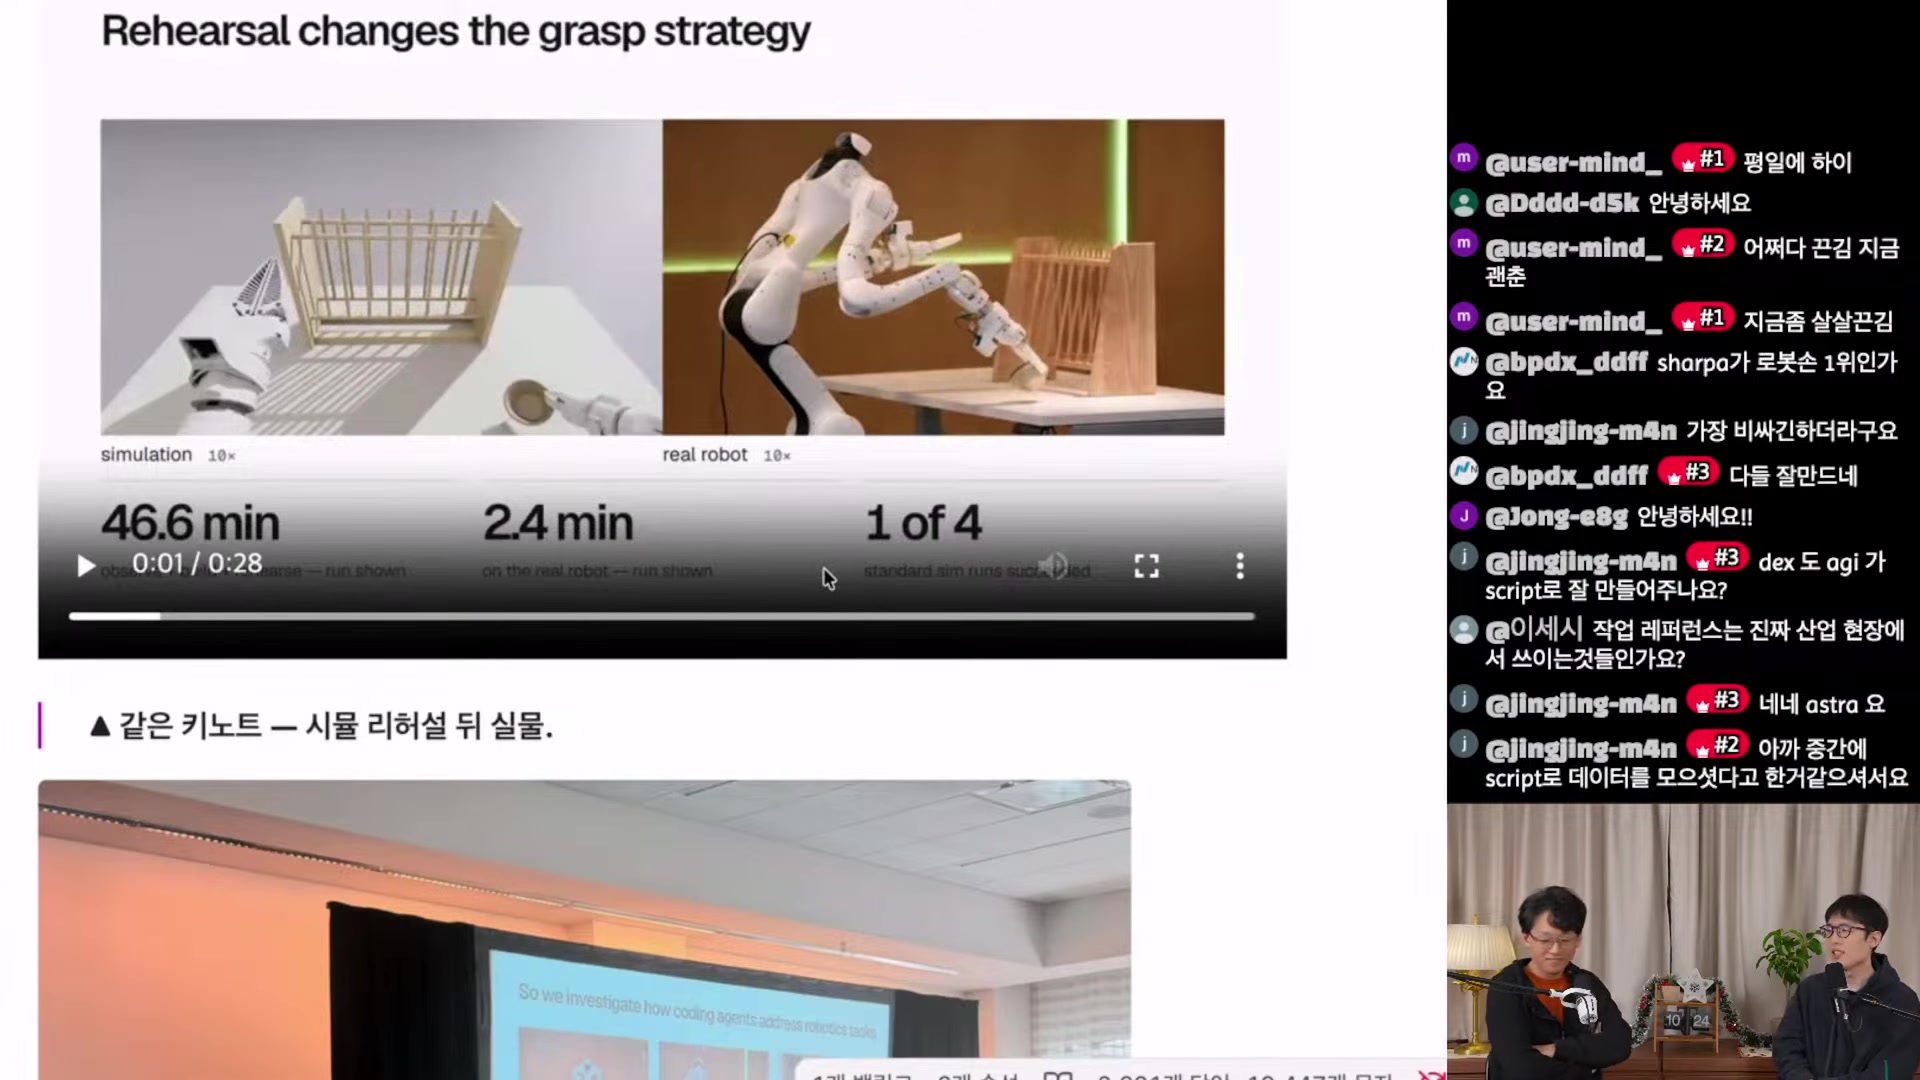 Rehearsal changes the grasp strategy
simulation 10×
real robot 10×
46.6 min
2.4 min
1 of 4
0:01 / 0:28
on the real robot — run shown
▲ 같은 키노트 — 시뮬 리허설 뒤 실물.
So we investigate how coding agents address robotics tasks
@user-mind_ #1 평일에 하이
@Dddd-d5k 안녕하세요
@user-mind_ #2 어쩌다 끈김 지금
괜춘
@user-mind_ #1 지금좀 살살끈김
@bpdx_ddff sharpa가 로봇손 1위인가
요
@jingjing-m4n 가장 비싸긴하더라구요
@bpdx_ddff #3 다들 잘만드네
@Jong-e8g 안녕하세요!!
@jingjing-m4n #3 dex 도 agi 가
script로 잘 만들어주나요?
@이세시 작업 레퍼런스는 진짜 산업 현장에
서 쓰이는것들인가요?
@jingjing-m4n #3 네네 astra 요
@jingjing-m4n #2 아까 중간에
script로 데이터를 모으셧다고 한거같으셔서요
10 24